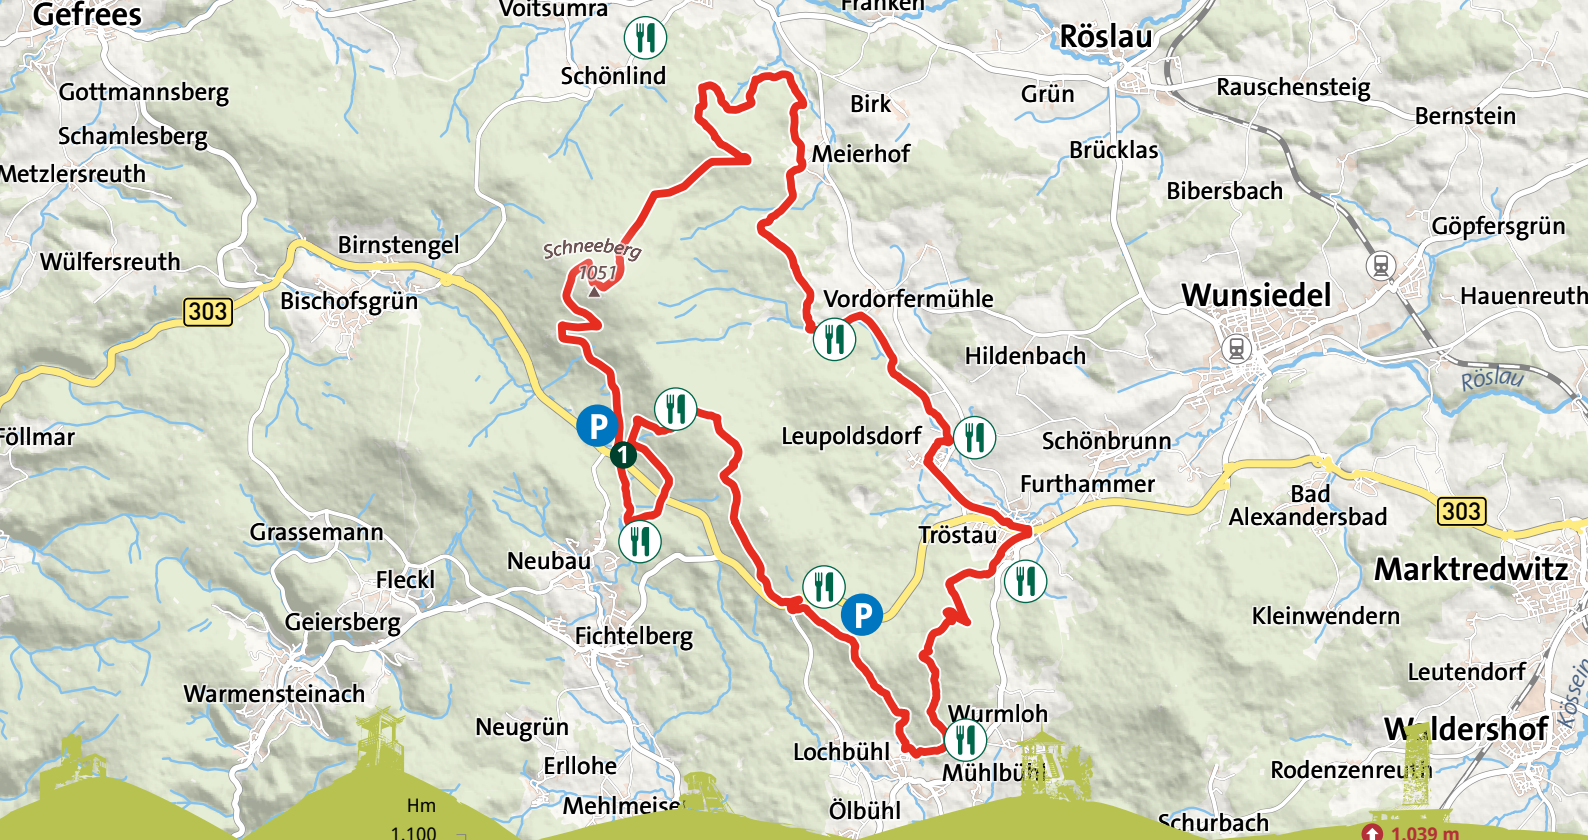 Gefrees
Voitsumra
Franken
Röslau
Schönlind
Gottmannsberg
Birk
Grün
Rauschensteig
Bernstein
Schamlesberg
Meierhof
Brücklas
Metzlersreuth
Bibersbach
Göpfersgrün
Birnstengel
Schneeberg
1051
Wülfersreuth
Bischofsgrün
303
Vordorfermühle
Wunsiedel
Hauenreuth
Hildenbach
Röslau
Föllmar
P
1
Leupoldsdorf
Schönbrunn
Furthammer
Bad
Alexandersbad
303
Grassemann
Neubau
Tröstau
Marktredwitz
Fleckl
Geiersberg
Fichtelberg
P
Kleinwendern
Leutendorf
Kössein
Warmensteinach
Neugrün
Wurmloh
Waldershof
Lochbühl
Erllohe
Mühlbühl
Rodenzenreuth
Mehlmeise
Ölbühl
Schurbach
Hm
1.100
1.039 m